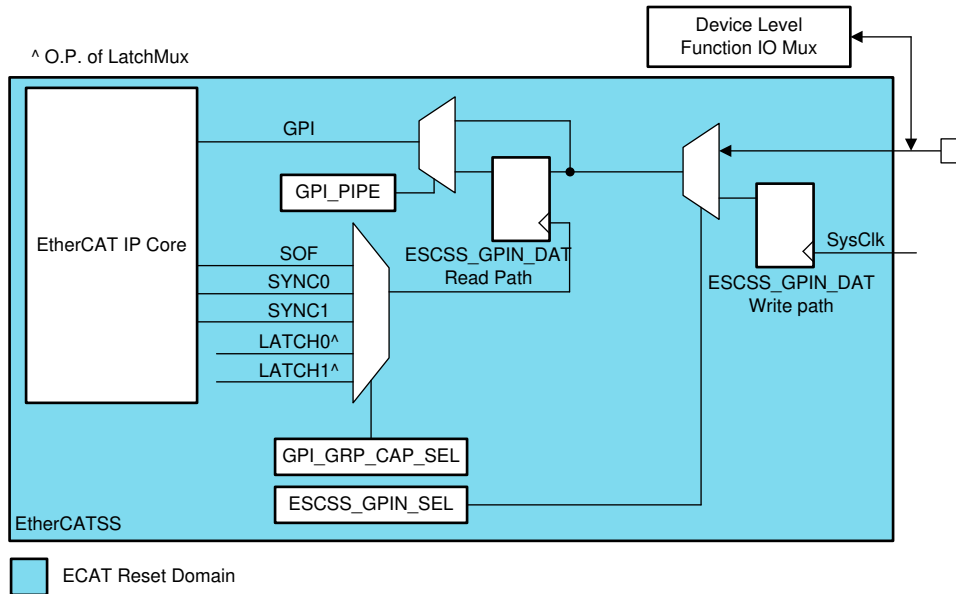 Device Level
Function IO Mux
^ O.P. of LatchMux
GPI
GPI_PIPE
EtherCAT IP Core
SOF
SYNC0
SYNC1
LATCH0^
LATCH1^
ESCSS_GPIN_DAT
Read Path
SysClk
ESCSS_GPIN_DAT
Write path
GPI_GRP_CAP_SEL
ESCSS_GPIN_SEL
EtherCATSS
ECAT Reset Domain